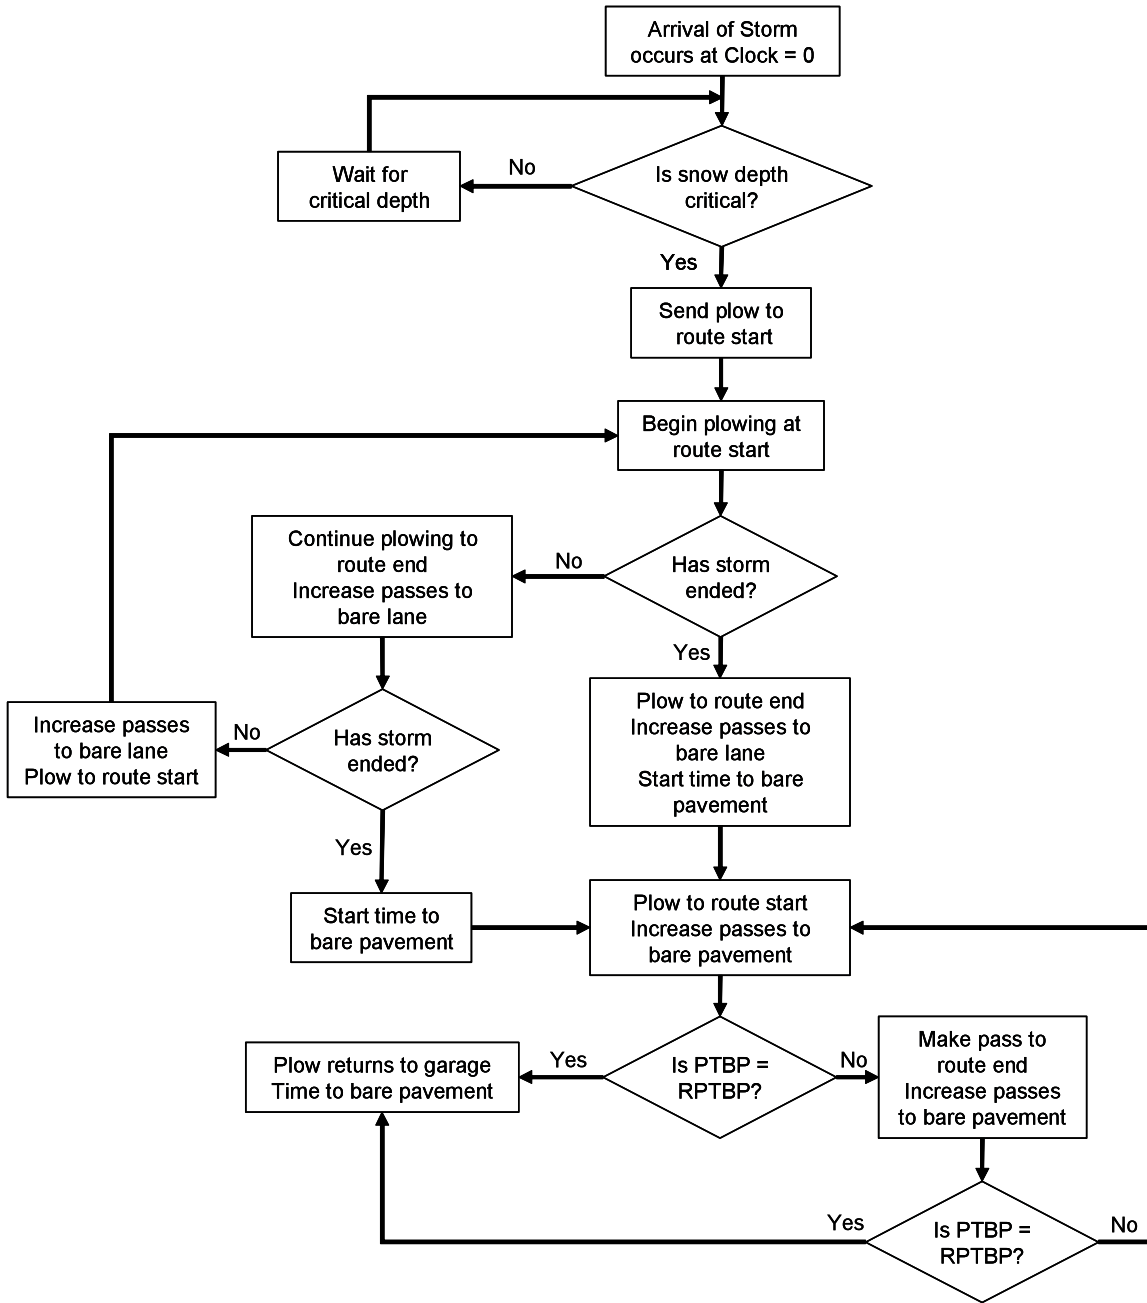 Arrival of Storm
occurs at Clock = 0
Wait for
critical depth
No
Is snow depth
critical?
Yes
Send plow to
route start
Begin plowing at
route start
Continue plowing to
route end
Increase passes to
bare lane
No
Has storm
ended?
Yes
Increase passes
to bare lane
Plow to route start
No
Has storm
ended?
Plow to route end
Increase passes to
bare lane
Start time to bare
pavement
Yes
Start time to
bare pavement
Plow to route start
Increase passes to
bare pavement
Plow returns to garage
Time to bare pavement
Yes
Is PTBP =
RPTBP?
No
Make pass to
route end
Increase passes
to bare pavement
Yes
Is PTBP =
RPTBP?
No